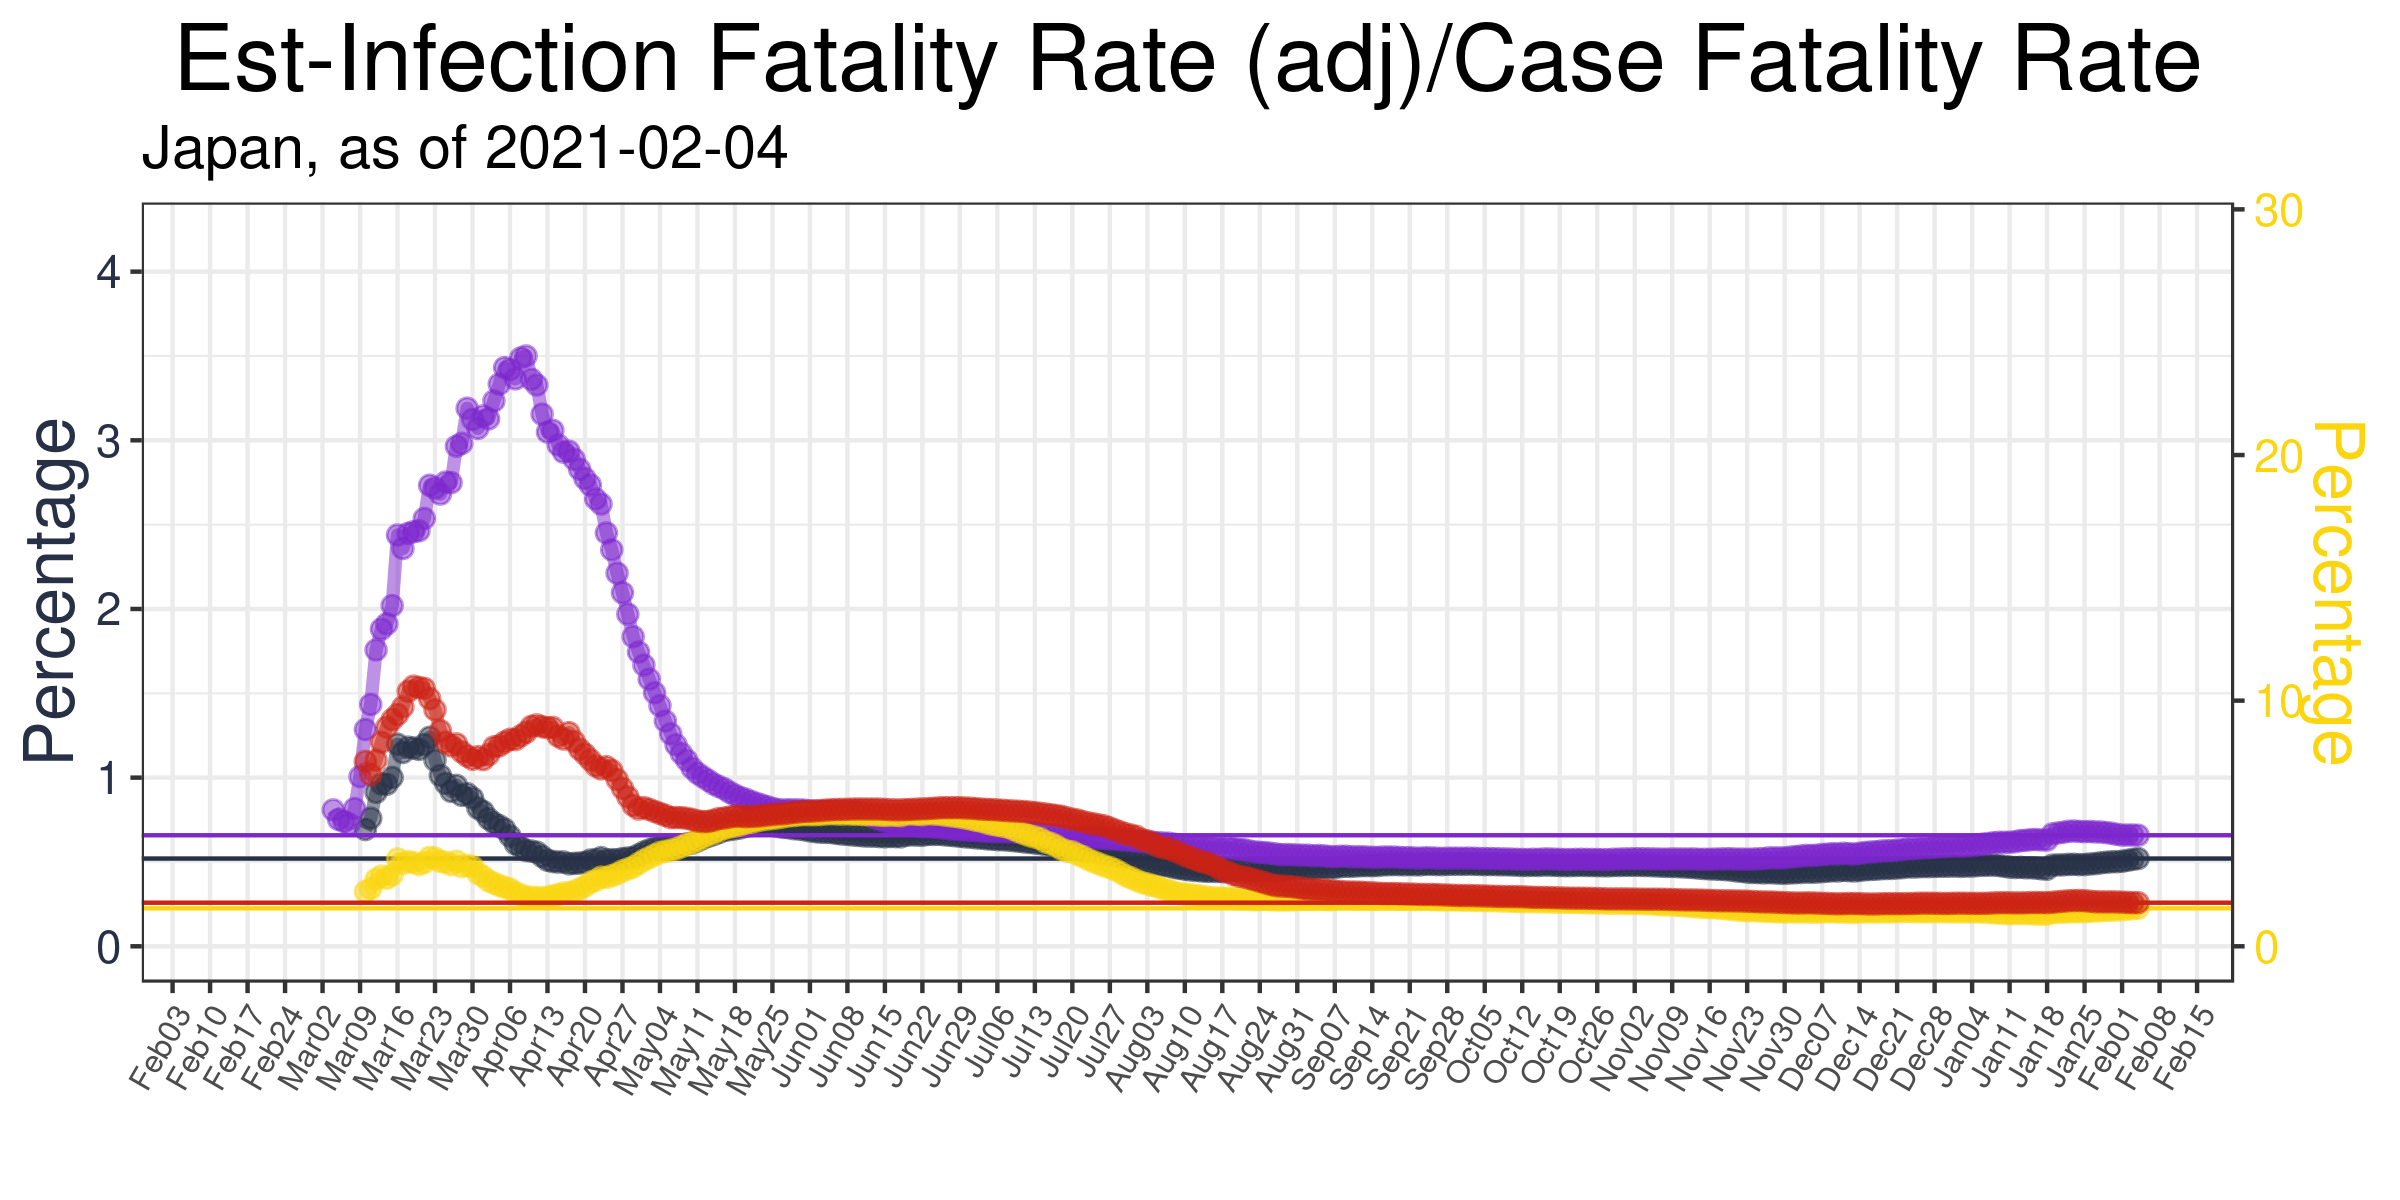 Est-Infection Fatality Rate (adj)/Case Fatality Rate
Japan, as of 2021-02-04
Percentage
4
3
2
1
0
30
20
10
0
Percentage
Feb03
Feb10
Feb17
Feb24
Mar02
Mar09
Mar16
Mar23
Mar30
Apr06
Apr13
Apr20
Apr27
May04
May11
May18
May25
Jun01
Jun08
Jun15
Jun22
Jun29
Jul06
Jul13
Jul20
Jul27
Aug03
Aug10
Aug17
Aug24
Aug31
Sep07
Sep14
Sep21
Sep28
Oct05
Oct12
Oct19
Oct26
Nov02
Nov09
Nov16
Nov23
Nov30
Dec07
Dec14
Dec21
Dec28
Jan04
Jan11
Jan18
Jan25
Feb01
Feb08
Feb15